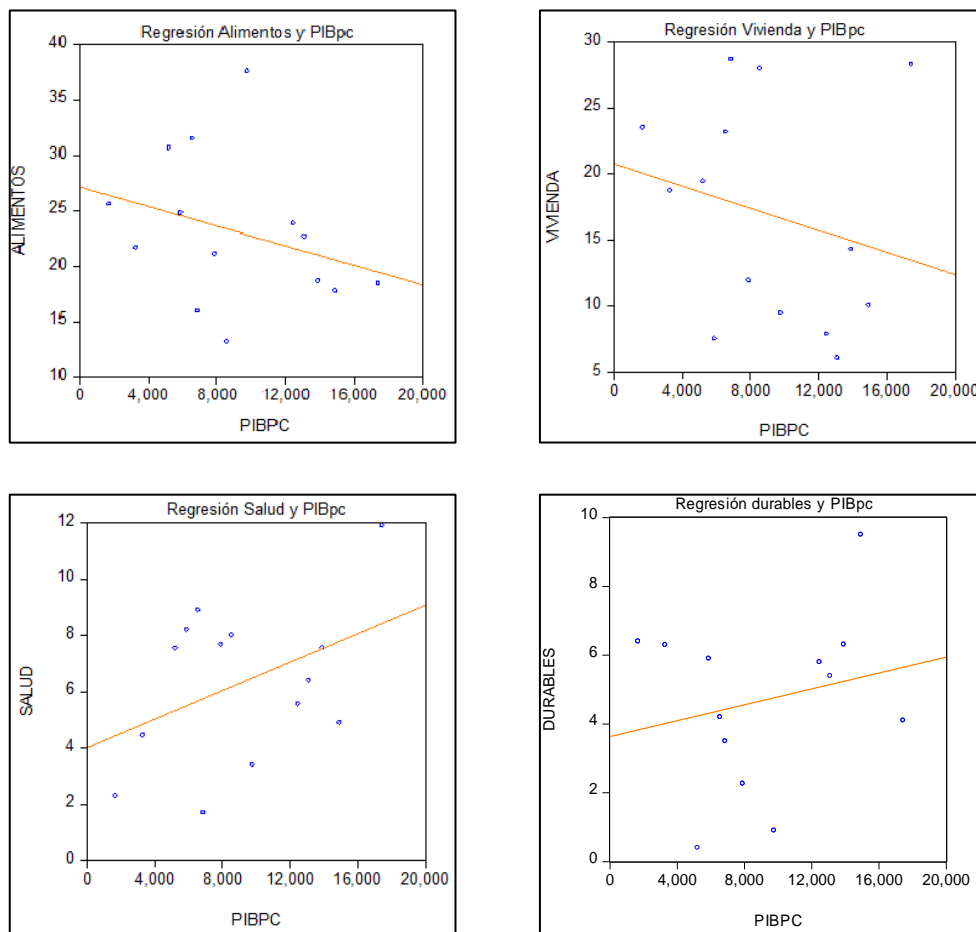 Regresión Alimentos y PIBpc
40
35
30
25
20
15
10
ALIMENTOS
0 4,000 8,000 12,000 16,000 20,000
PIBPC
Regresión Vivienda y PIBpc
30
25
20
15
10
5
VIVIENDA
0 4,000 8,000 12,000 16,000 20,000
PIBPC
Regresión Salud y PIBpc
12
10
8
6
4
2
0
SALUD
0 4,000 8,000 12,000 16,000 20,000
PIBPC
Regresión durables y PIBpc
10
8
6
4
2
0
DURABLES
0 4,000 8,000 12,000 16,000 20,000
PIBPC